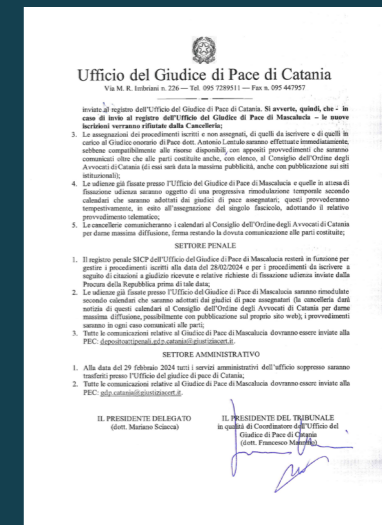 Ufficio del Giudice di Pace di Catania
Via M. R. Imbriani n. 226 — Tel. 095 7289511 — Fax n. 095 447957
inviate al registro dell'Ufficio del Giudice di Pace di Catania. Si avverte, quindi, che - in
caso di invio al registro dell'Ufficio del Giudice di Pace di Mascalucia – le nuove
iscrizioni verranno rifiutate dalla Cancelleria;
3. Le assegnazioni dei procedimenti iscritti e non assegnati, di quelli da iscrivere e di quelli in
carico al Giudice onorario di Pace dott. Antonino saranno effettuate immediatamente,
sebbene compatibilmente alle risorse disponibili, con appositi provvedimenti che saranno
comunicati oltre che alle parti costituite anche, con elenco, al Consiglio dell'Ordine degli
Avvocati di Catania (di essi sarà data la massima pubblicità, anche con pubblicazione sui siti
istituzionali);
4. Le udienze già fissate presso l'Ufficio del Giudice di Pace di Mascalucia e quelle in attesa di
fissazione udienza saranno oggetto di una progressiva rimodulazione temporale secondo
calendari che saranno adottati dai giudici di pace assegnatari; questi provvederanno
tempestivamente, in esito all'assegnazione del singolo fascicolo, adottando il relativo
provvedimento telematico;
5. Le cancellerie comunicheranno i calendari al Consiglio dell'Ordine degli Avvocati di Catania
per darne massima diffusione, ferma restando la dovuta comunicazione alle parti costituite;
SETTORE PENALE
1. Il registro penale SICP dell'Ufficio del Giudice di Pace di Mascalucia resterà in funzione per
gestire i procedimenti iscritti alla data del 28/02/2024 e per i procedimenti da iscrivere a
seguito di citazioni a giudizio ricevute e relative richieste di fissazione udienza inviate dalla
Procura della Repubblica prima di tale data;
2. Le udienze già fissate presso l'Ufficio del Giudice di Pace di Mascalucia saranno rimodulate
secondo calendari che saranno adottati dai giudici di pace assegnatari (la cancelleria darà
notizia di questi calendari al Consiglio dell'Ordine degli Avvocati di Catania per darne
massima diffusione, possibilmente con pubblicazione sul proprio sito web); i provvedimenti
saranno in ogni caso comunicati alle parti;
3. Tutte le comunicazioni relative al Giudice di Pace di Mascalucia dovranno essere inviate alla
PEC: depositoattipenali.gdp.catania@giustiziacert.it.
SETTORE AMMINISTRATIVO
1. Alla data del 29 febbraio 2024 tutti i servizi amministrativi dell'ufficio soppresso saranno
trasferiti presso l'Ufficio del giudice di pace di Catania;
2. Tutte le comunicazioni relative al Giudice di Pace di Mascalucia dovranno essere inviate alla
PEC: gdp.catania@giustiziacert.it.
IL PRESIDENTE DELEGATO
(dott. Mariano Sciacca)
IL PRESIDENTE DEL TRIBUNALE
in qualità di Coordinatore dell'Ufficio del
Giudice di Pace di Catania
(dott. Francesco Mannino)